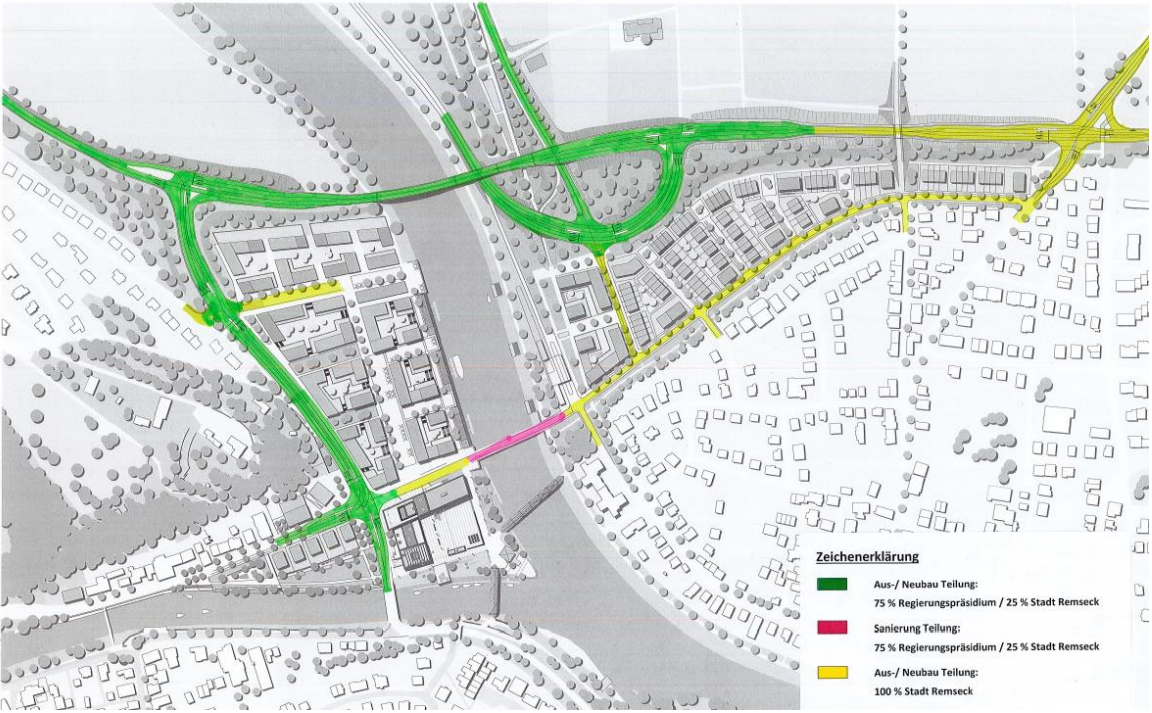 Zeichenerklärung
Aus-/ Neubau Teilung:
75 % Regierungspräsidium / 25 % Stadt Remseck
Sanierung Teilung:
75 % Regierungspräsidium / 25 % Stadt Remseck
Aus-/ Neubau Teilung:
100 % Stadt Remseck